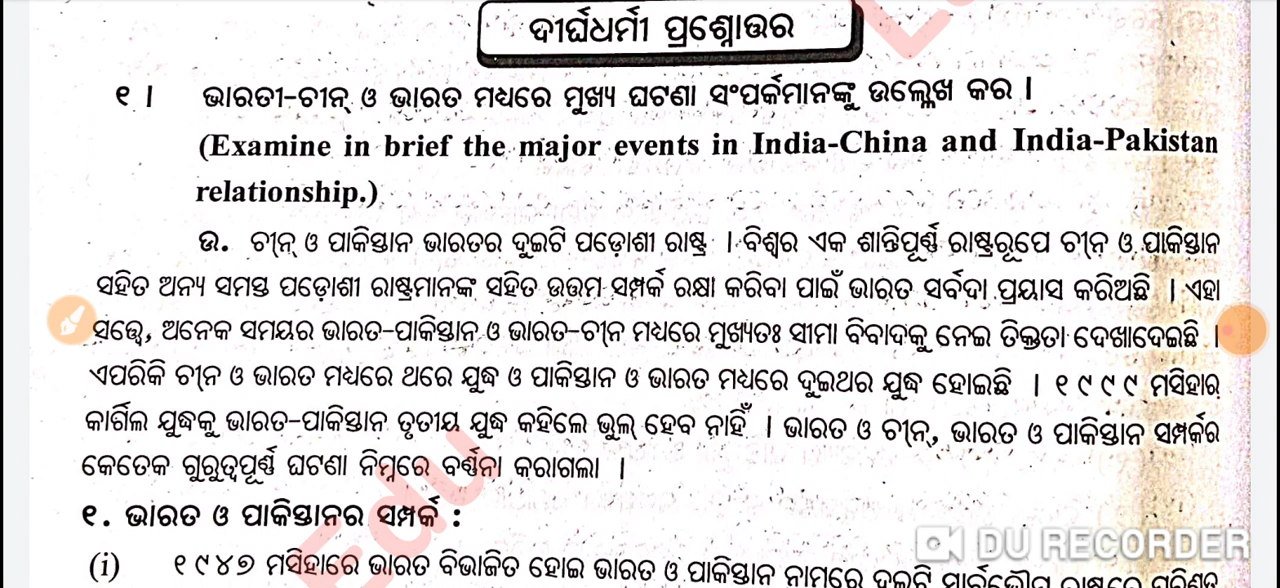 ଦୀର୍ଘଧର୍ମୀ ପ୍ରଶ୍ନୋତ୍ତର
୧ । ଭାରତୀ-ଚୀନ୍ ଓ ଭାରତ ମଧ୍ୟରେ ମୁଖ୍ୟ ଘଟଣା ସଂପର୍କମାନଙ୍କୁ ଉଲ୍ଲେଖ କର ।
(Examine in brief the major events in India-China and India-Pakistan
relationship.)
ଉ. ଚୀନ୍ ଓ ପାକିସ୍ତାନ ଭାରତର ଦୁଇଟି ପଡ଼ୋଶୀ ରାଷ୍ଟ୍ର । ବିଶ୍ୱର ଏକ ଶାନ୍ତିପୂର୍ଣ୍ଣ ରାଷ୍ଟ୍ରରୂପେ ଚୀନ୍ ଓ ପାକିସ୍ତାନ
ସହିତ ଅନ୍ୟ ସମସ୍ତ ପଡ଼ୋଶୀ ରାଷ୍ଟ୍ରମାନଙ୍କ ସହିତ ଉତ୍ତମ ସମ୍ପର୍କ ରକ୍ଷା କରିବା ପାଇଁ ଭାରତ ସର୍ବଦା ପ୍ରୟାସ କରିଅଛି । ଏହା
ସତ୍ତ୍ୱେ, ଅନେକ ସମୟର ଭାରତ-ପାକିସ୍ତାନ ଓ ଭାରତ-ଚୀନ ମଧ୍ୟରେ ମୁଖ୍ୟତଃ ସୀମା ବିବାଦକୁ ନେଇ ତିକ୍ତତା ଦେଖାଦେଇଛି ।
ଏପରିକି ଚୀନ ଓ ଭାରତ ମଧ୍ୟରେ ଥରେ ଯୁଦ୍ଧ ଓ ପାକିସ୍ତାନ ଓ ଭାରତ ମଧ୍ୟରେ ଦୁଇଥର ଯୁଦ୍ଧ ହୋଇଛି । ୧୯୯୯ ମସିହାର
କାର୍ଗିଲ ଯୁଦ୍ଧକୁ ଭାରତ-ପାକିସ୍ତାନ ତୃତୀୟ ଯୁଦ୍ଧ କହିଲେ ଭୁଲ୍ ହେବ ନାହିଁ । ଭାରତ ଓ ଚୀନ୍, ଭାରତ ଓ ପାକିସ୍ତାନ ସମ୍ପର୍କର
କେତେକ ଗୁରୁତ୍ୱପୂର୍ଣ୍ଣ ଘଟଣା ନିମ୍ନରେ ବର୍ଣ୍ଣନା କରାଗଲା ।
Edu
୧. ଭାରତ ଓ ପାକିସ୍ତାନର ସମ୍ପର୍କ :
DU RECORDER
(i) ୧୯୪୭ ମସିହାରେ ଭାରତ ବିଭାଜିତ ହୋଇ ଭାରତ ଓ ପାକିସ୍ତାନ ନାମରେ ଦୁଇଟି